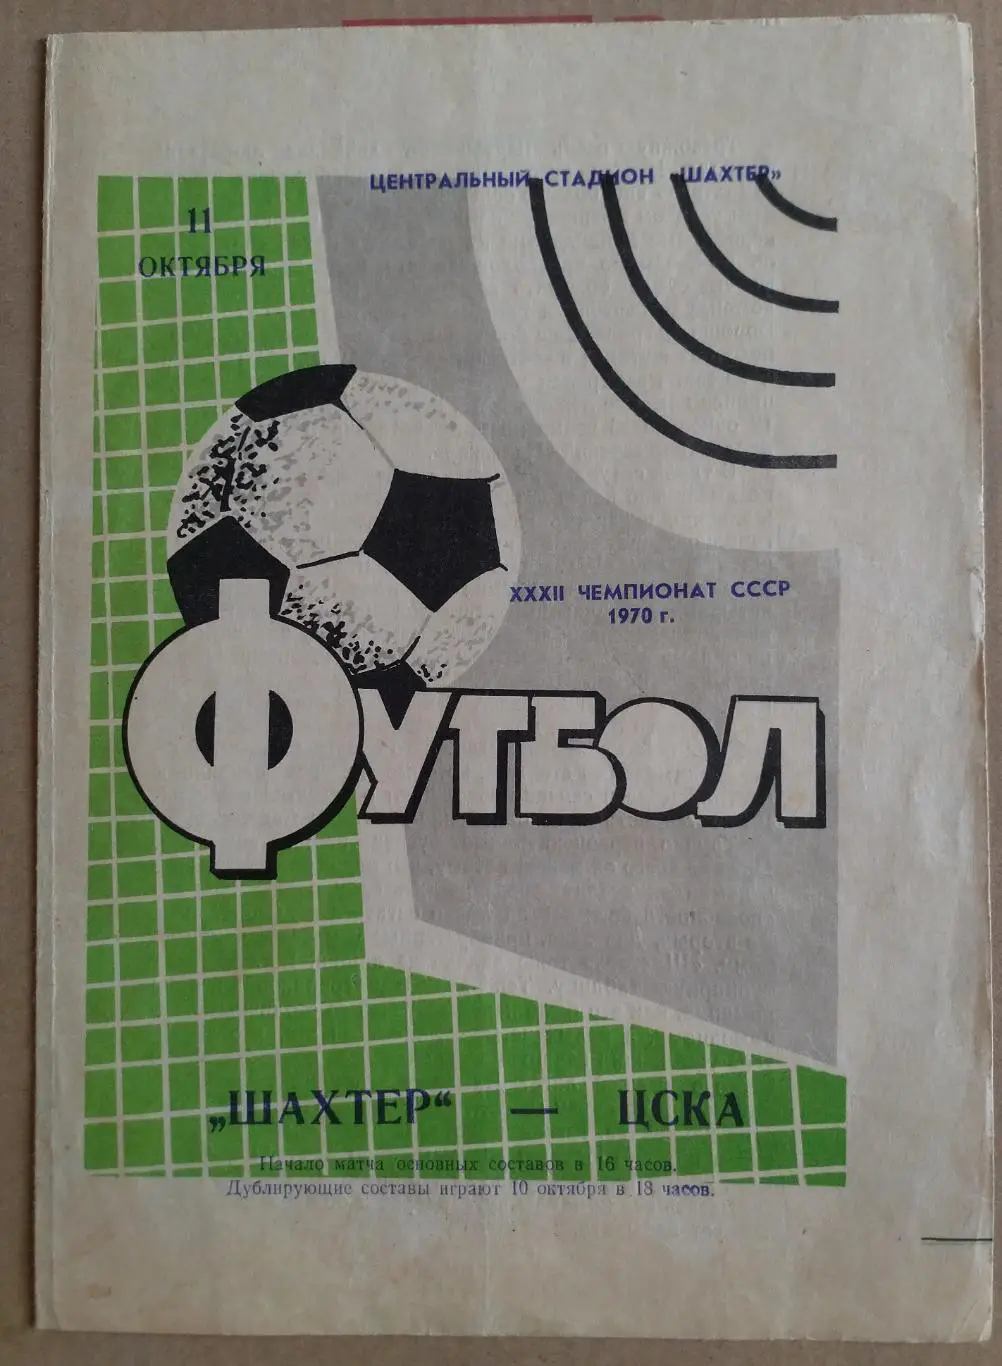 ЦЕНТРАЛЬНЫЙ СТАДИОН «ШАХТЕР»
11
ОКТЯБРЯ
XXXII ЧЕМПИОНАТ СССР
1970 г.
ФУТБОЛ
„ШАХТЕР“ — ЦСКА
Начало матча основных составов в 16 часов.
Дублирующие составы играют 10 октября в 18 часов.